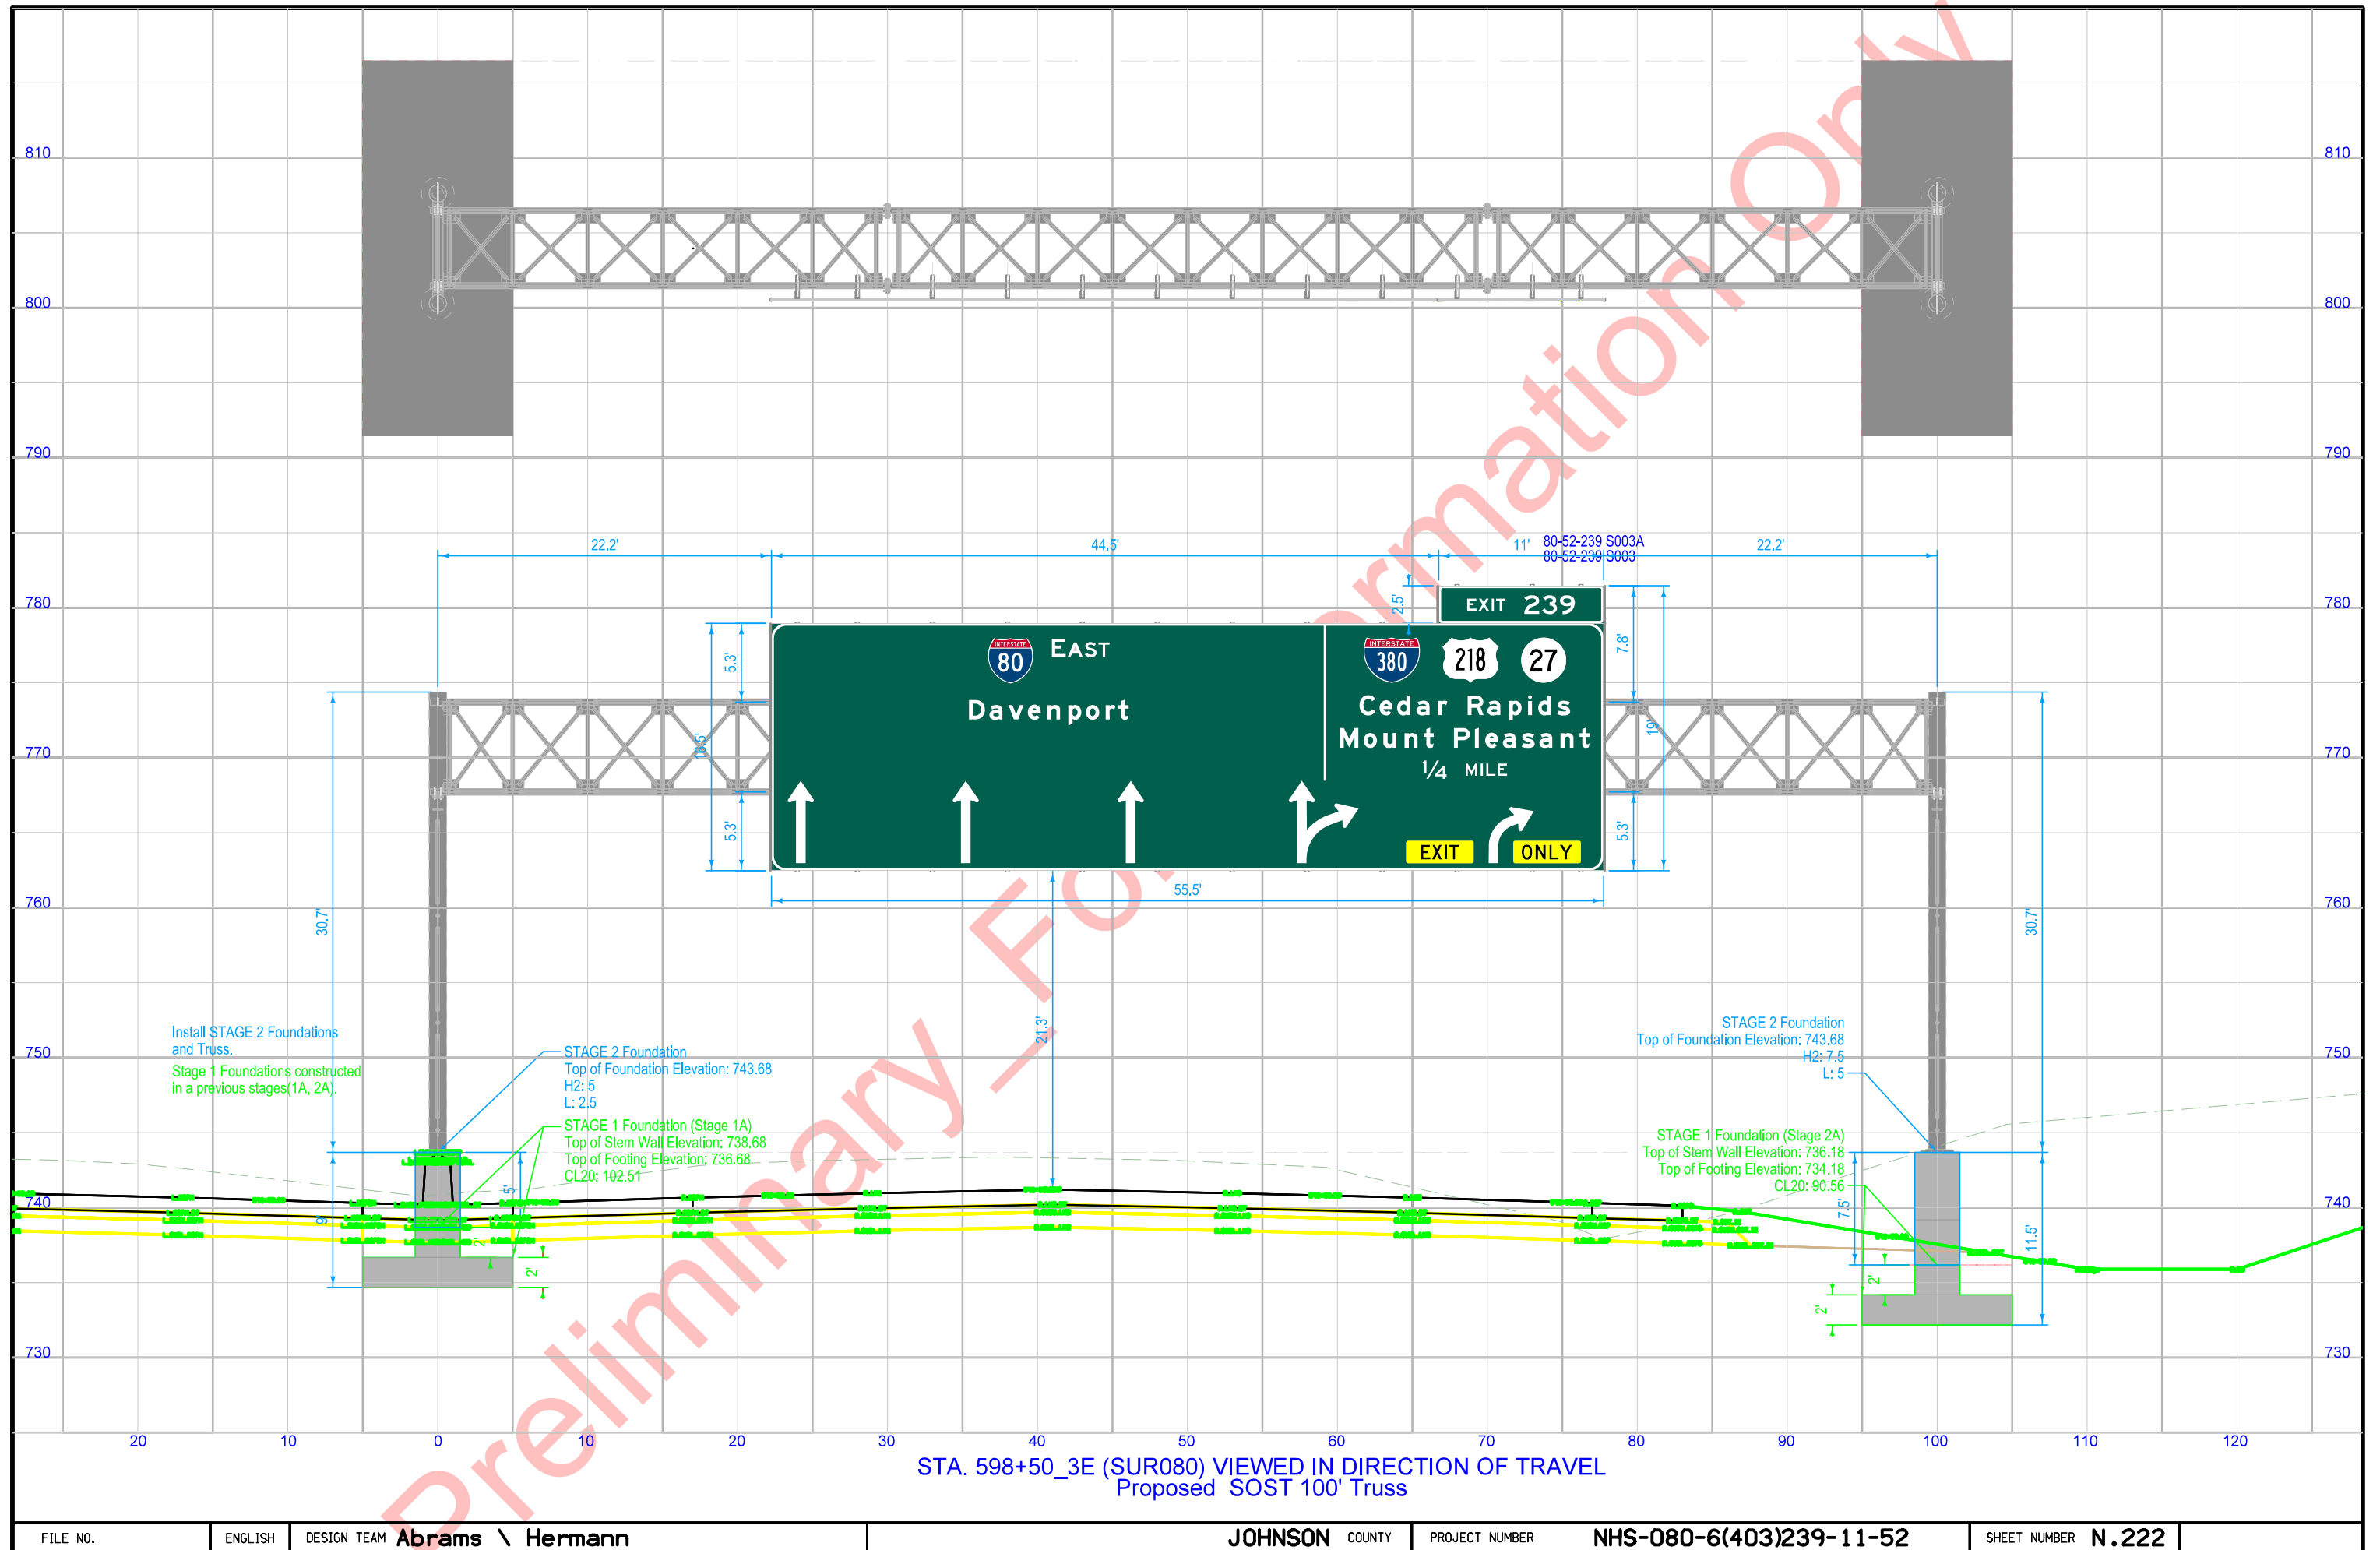 Preliminary_For Information Only
810
810
800
800
790
790
780
780
770
770
760
760
750
750
740
740
730
730
22.2'
44.5'
11'
80-52-239 S003A
80-52-239 S003
22.2'
2.5'
EXIT 239
5.3'
16.5'
5.3'
7.8'
19'
5.3'
INTERSTATE
80
EAST
Davenport
INTERSTATE
380
218
27
Cedar Rapids
Mount Pleasant
1/4 MILE
EXIT
ONLY
55.5'
30.7'
30.7'
21.3'
Install STAGE 2 Foundations
and Truss.
Stage 1 Foundations constructed
in a previous stages(1A, 2A).
STAGE 2 Foundation
Top of Foundation Elevation: 743.68
H2: 5
L: 2.5
STAGE 1 Foundation (Stage 1A)
Top of Stem Wall Elevation: 738.68
Top of Footing Elevation: 736.68
CL20: 102.51
STAGE 2 Foundation
Top of Foundation Elevation: 743.68
H2: 7.5
L: 5
STAGE 1 Foundation (Stage 2A)
Top of Stem Wall Elevation: 736.18
Top of Footing Elevation: 734.18
CL20: 90.56
9'
5'
2'
2'
7.5'
11.5'
2'
2'
20
10
0
10
20
30
40
50
60
70
80
90
100
110
120
STA. 598+50_3E (SUR080) VIEWED IN DIRECTION OF TRAVEL
Proposed SOST 100' Truss
FILE NO.
ENGLISH
DESIGN TEAM Abrams \ Hermann
JOHNSON COUNTY
PROJECT NUMBER NHS-080-6(403)239-11-52
SHEET NUMBER N.222